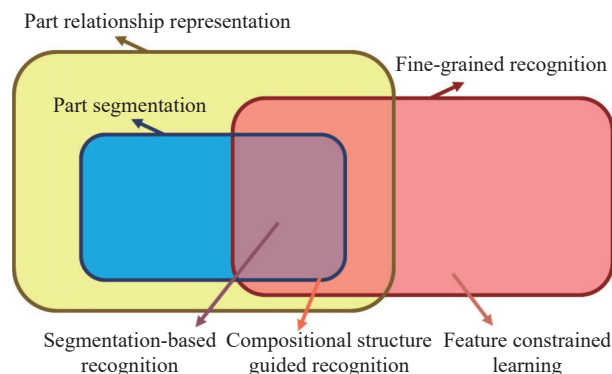 Part relationship representation
Fine-grained recognition
Part segmentation
Segmentation-based
recognition
Compositional structure
guided recognition
Feature constrained
learning